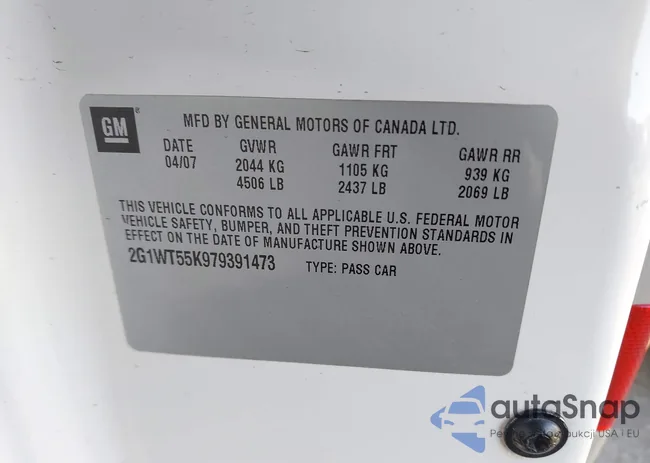 GM
MFD BY GENERAL MOTORS OF CANADA LTD.
DATE GVWR GAWR FRT GAWR RR
04/07 2044 KG 1105 KG 939 KG
4506 LB 2437 LB 2069 LB
THIS VEHICLE CONFORMS TO ALL APPLICABLE U.S. FEDERAL MOTOR
VEHICLE SAFETY, BUMPER, AND THEFT PREVENTION STANDARDS IN
EFFECT ON THE DATE OF MANUFACTURE SHOWN ABOVE.
2G1WT55K979391473 TYPE: PASS CAR
autoSnap
USA i EU